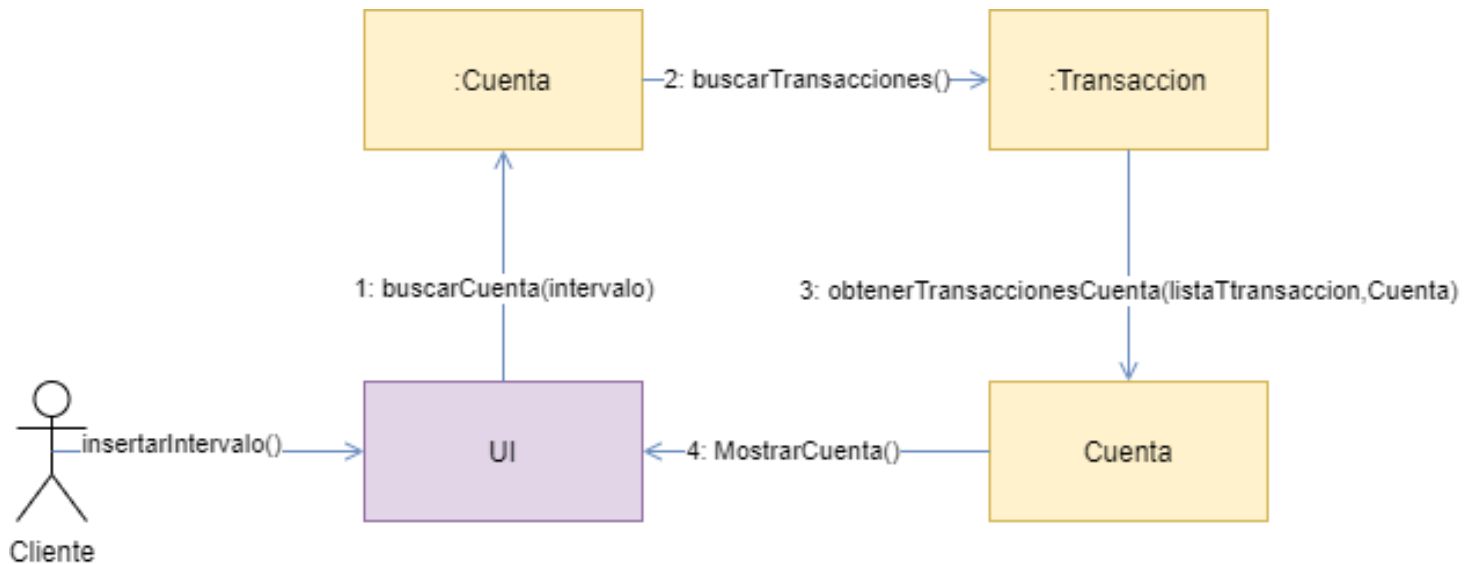 :Cuenta
2: buscarTransacciones()
:Transaccion
1: buscarCuenta(intervalo)
3: obtenerTransaccionesCuenta(listaTtransaccion,Cuenta)
insertarIntervalo()
UI
4: MostrarCuenta()
Cuenta
Cliente